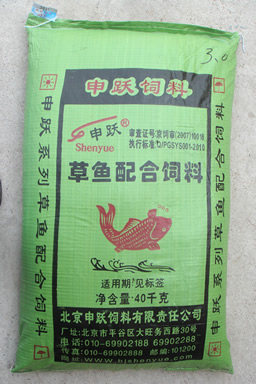 3.0
申跃饲料
申跃®
Shenyue
审查证号:京饲审(2007)10018
执行标准:Q/PGSYS001-2010
草鱼配合饲料
申跃系列草鱼配合饲料
申跃系列草鱼配合饲料
适用期:见标签
净含量·40千克
北京申跃饲料有限责任公司
厂址:北京市平谷区大旺务西路30号
电话:010-69902188 69902288
传真:010-69902888 邮编:101200